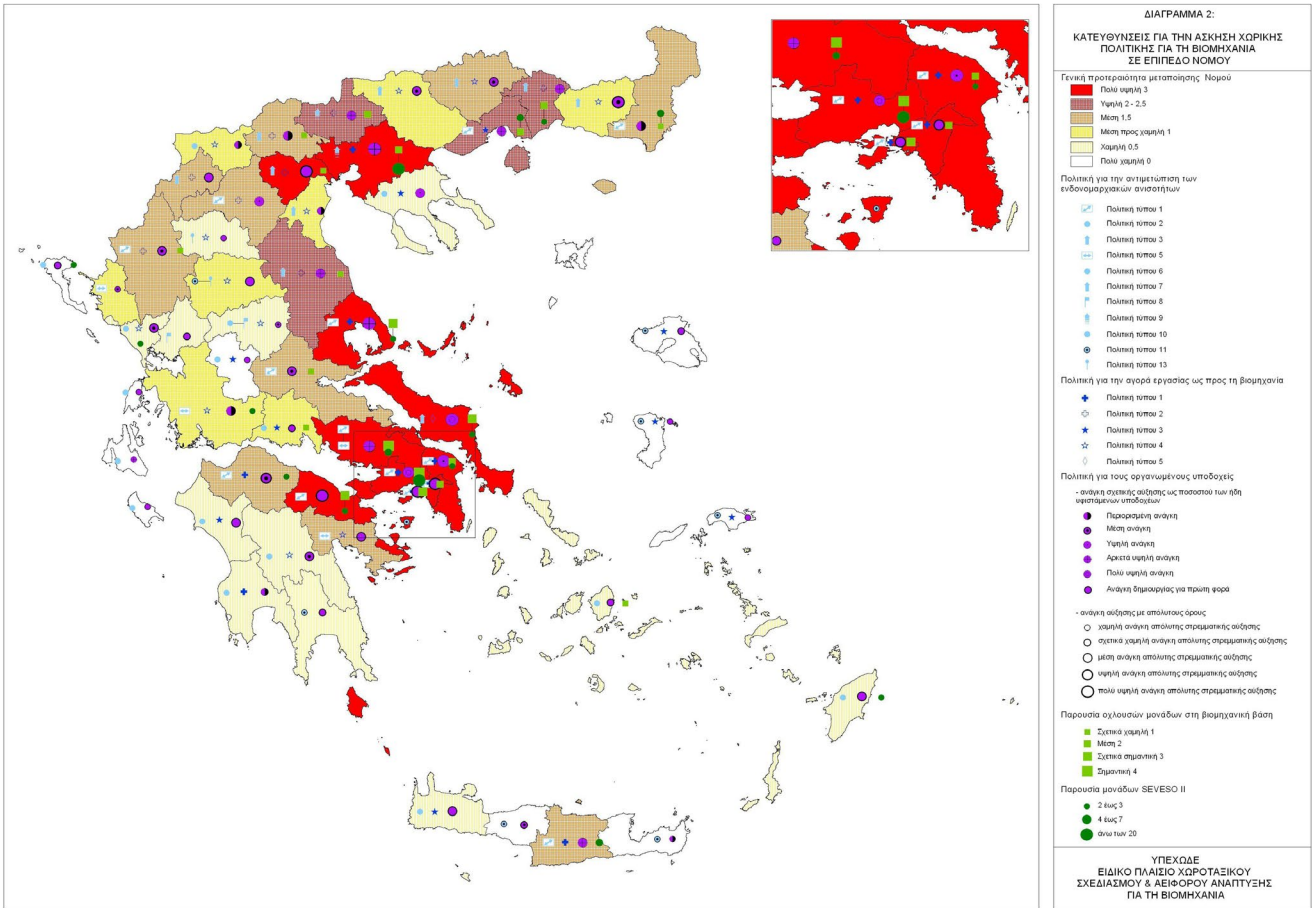 ΔΙΑΓΡΑΜΜΑ 2:
ΚΑΤΕΥΘΥΝΣΕΙΣ ΓΙΑ ΤΗΝ ΑΣΚΗΣΗ ΧΩΡΙΚΗΣ
ΠΟΛΙΤΙΚΗΣ ΓΙΑ ΤΗ ΒΙΟΜΗΧΑΝΙΑ
ΣΕ ΕΠΙΠΕΔΟ ΝΟΜΟΥ
Γενική προτεραιότητα μεταποίησης Νομού
Πολύ υψηλή 3
Υψηλή 2 - 2,5
Μέση 1,5
Μέση προς χαμηλή 1
Χαμηλή 0,5
Πολύ χαμηλή 0
Πολιτική για την αντιμετώπιση των
ενδονομαρχιακών ανισοτήτων
Πολιτική τύπου 1
Πολιτική τύπου 2
Πολιτική τύπου 3
Πολιτική τύπου 5
Πολιτική τύπου 6
Πολιτική τύπου 7
Πολιτική τύπου 8
Πολιτική τύπου 9
Πολιτική τύπου 10
Πολιτική τύπου 11
Πολιτική τύπου 13
Πολιτική για την αγορά εργασίας ως προς τη βιομηχανία
Πολιτική τύπου 1
Πολιτική τύπου 2
Πολιτική τύπου 3
Πολιτική τύπου 4
Πολιτική τύπου 5
Πολιτική για τους οργανωμένους υποδοχείς
- ανάγκη σχετικής αύξησης ως ποσοστού των ήδη
υφιστάμενων υποδοχέων
Περιορισμένη ανάγκη
Μέση ανάγκη
Υψηλή ανάγκη
Αρκετά υψηλή ανάγκη
Πολύ υψηλή ανάγκη
Ανάγκη δημιουργίας για πρώτη φορά
- ανάγκη αύξησης με απόλυτους όρους
χαμηλή ανάγκη απόλυτης στρεμματικής αύξησης
σχετικά χαμηλή ανάγκη απόλυτης στρεμματικής αύξησης
μέση ανάγκη απόλυτης στρεμματικής αύξησης
υψηλή ανάγκη απόλυτης στρεμματικής αύξησης
πολύ υψηλή ανάγκη απόλυτης στρεμματικής αύξησης
Παρουσία οχλουσών μονάδων στη βιομηχανική βάση
Σχετικά χαμηλή 1
Μέση 2
Σχετικά σημαντική 3
Σημαντική 4
Παρουσία μονάδων SEVESO II
2 έως 3
4 έως 7
άνω των 20
ΥΠΕΧΩΔΕ
ΕΙΔΙΚΟ ΠΛΑΙΣΙΟ ΧΩΡΟΤΑΞΙΚΟΥ
ΣΧΕΔΙΑΣΜΟΥ & ΑΕΙΦΟΡΟΥ ΑΝΑΠΤΥΞΗΣ
ΓΙΑ ΤΗ ΒΙΟΜΗΧΑΝΙΑ